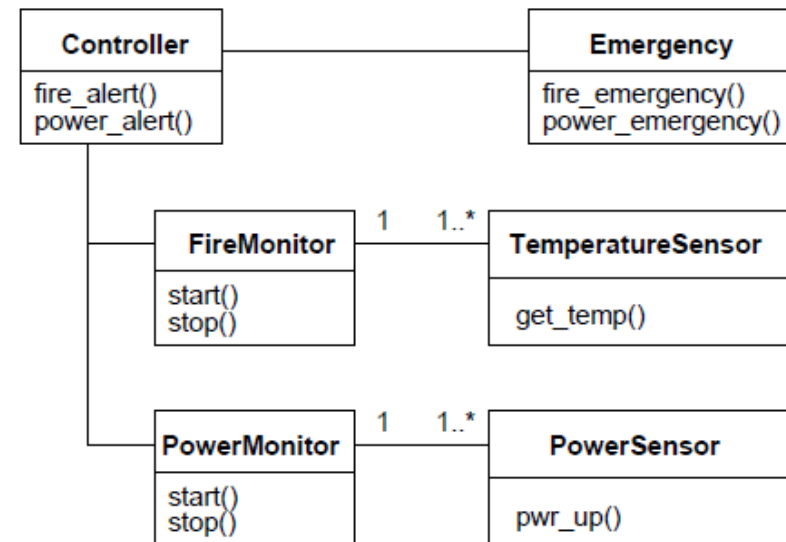 Controller
fire_alert()
power_alert()
Emergency
fire_emergency()
power_emergency()
FireMonitor
start()
stop()
1 1..*
TemperatureSensor
get_temp()
PowerMonitor
start()
stop()
1 1..*
PowerSensor
pwr_up()